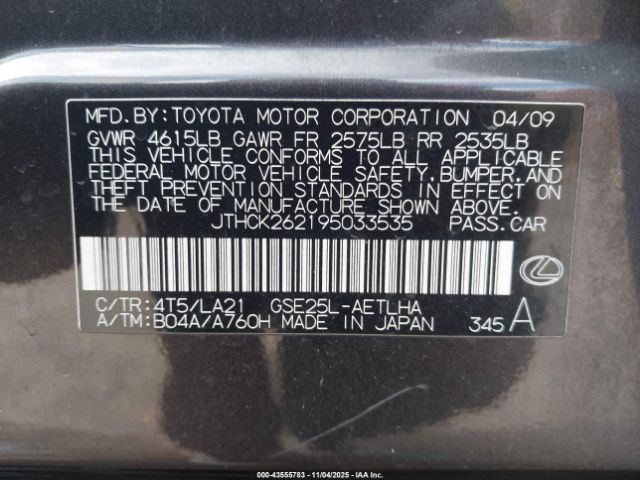 MFD. BY: TOYOTA MOTOR CORPORATION 04/09
GVWR 4615LB GAWR FR 2575LB RR 2535LB
THIS VEHICLE CONFORMS TO ALL APPLICABLE
FEDERAL MOTOR VEHICLE SAFETY, BUMPER, AND
THEFT PREVENTION STANDARDS IN EFFECT ON
THE DATE OF MANUFACTURE SHOWN ABOVE.
JTHCK262195033535 PASS. CAR
C/TR: 4T5/LA21 GSE25L-AETLHA
A/TM: B04A/A760H MADE IN JAPAN 345 A
000-43555783 - 11/04/2025 - IAA Inc.